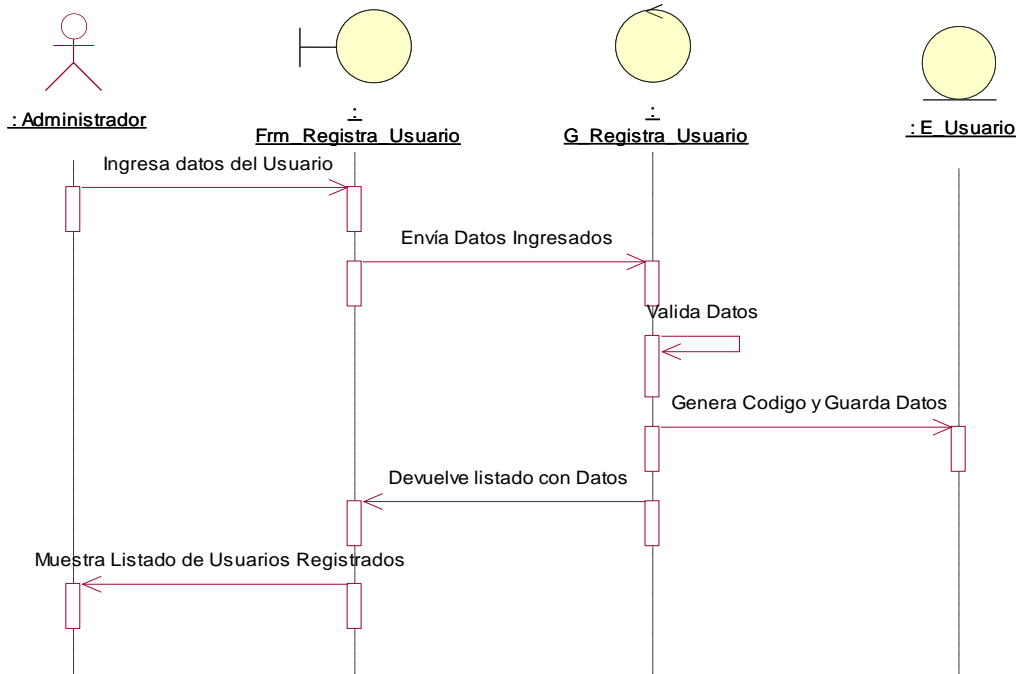 : Administrador
:
Frm_Registra_Usuario
:
G_Registra_Usuario
: E_Usuario
Ingresa datos del Usuario
Envía Datos Ingresados
Valida Datos
Genera Codigo y Guarda Datos
Devuelve listado con Datos
Muestra Listado de Usuarios Registrados